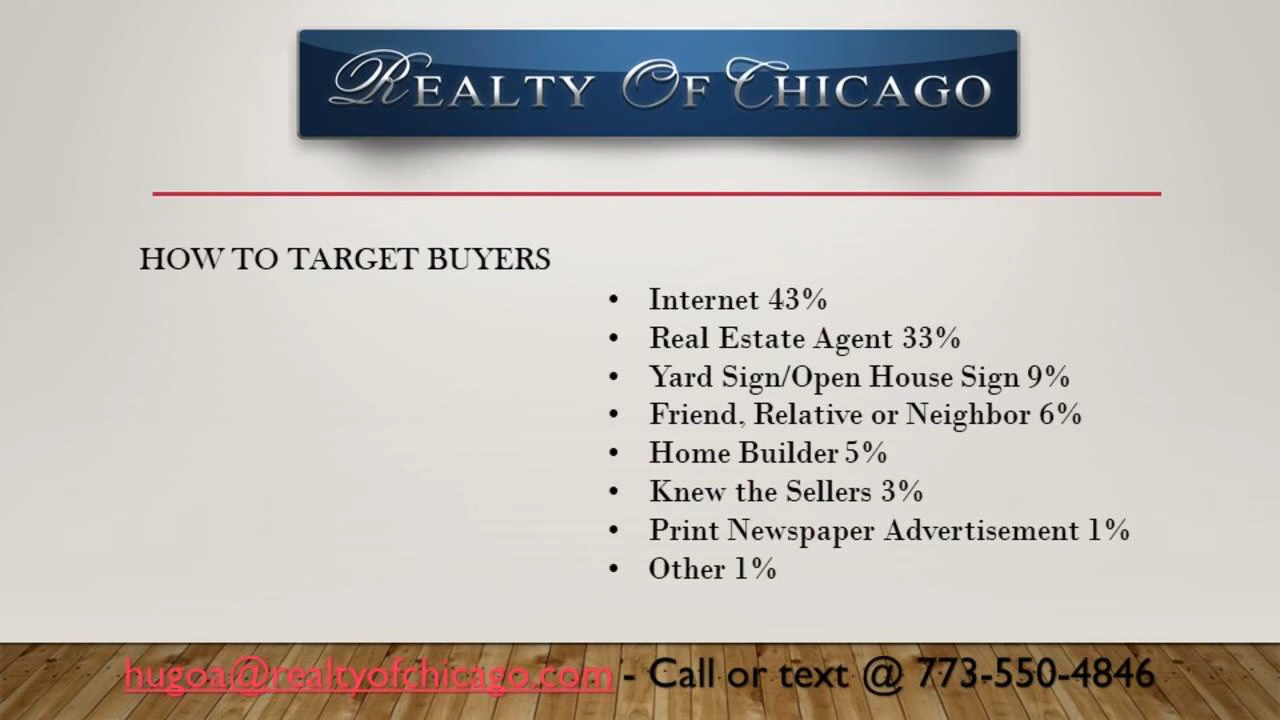 Realty Of Chicago
HOW TO TARGET BUYERS
• Internet 43%
• Real Estate Agent 33%
• Yard Sign/Open House Sign 9%
• Friend, Relative or Neighbor 6%
• Home Builder 5%
• Knew the Sellers 3%
• Print Newspaper Advertisement 1%
• Other 1%
hugoa@realtyofchicago.com - Call or text @ 773-550-4846